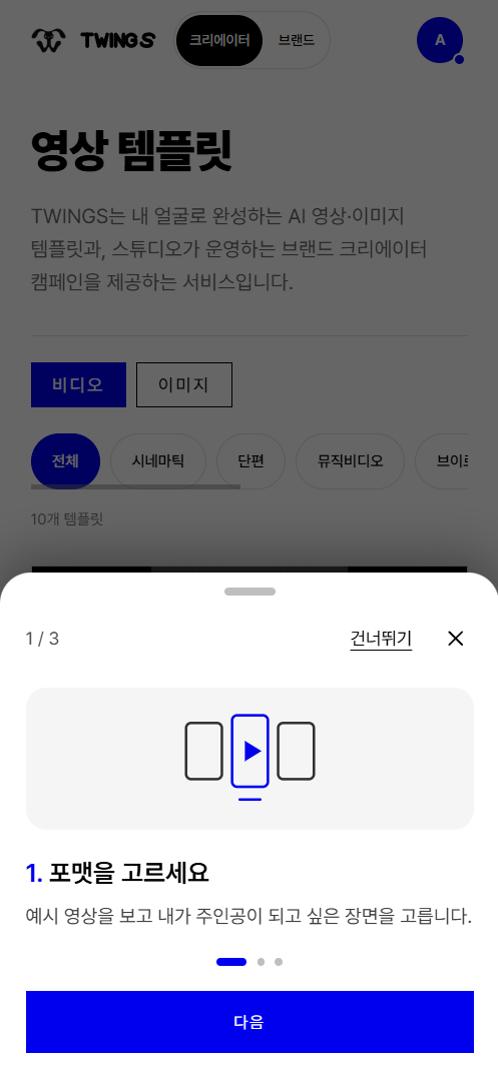 TWINGS
크리에이터
브랜드
A
영상 템플릿
TWINGS는 내 얼굴로 완성하는 AI 영상·이미지
템플릿과, 스튜디오가 운영하는 브랜드 크리에이터
캠페인을 제공하는 서비스입니다.
비디오
이미지
전체
시네마틱
단편
뮤직비디오
10개 템플릿
1 / 3
건너뛰기
1. 포맷을 고르세요
예시 영상을 보고 내가 주인공이 되고 싶은 장면을 고릅니다.
다음